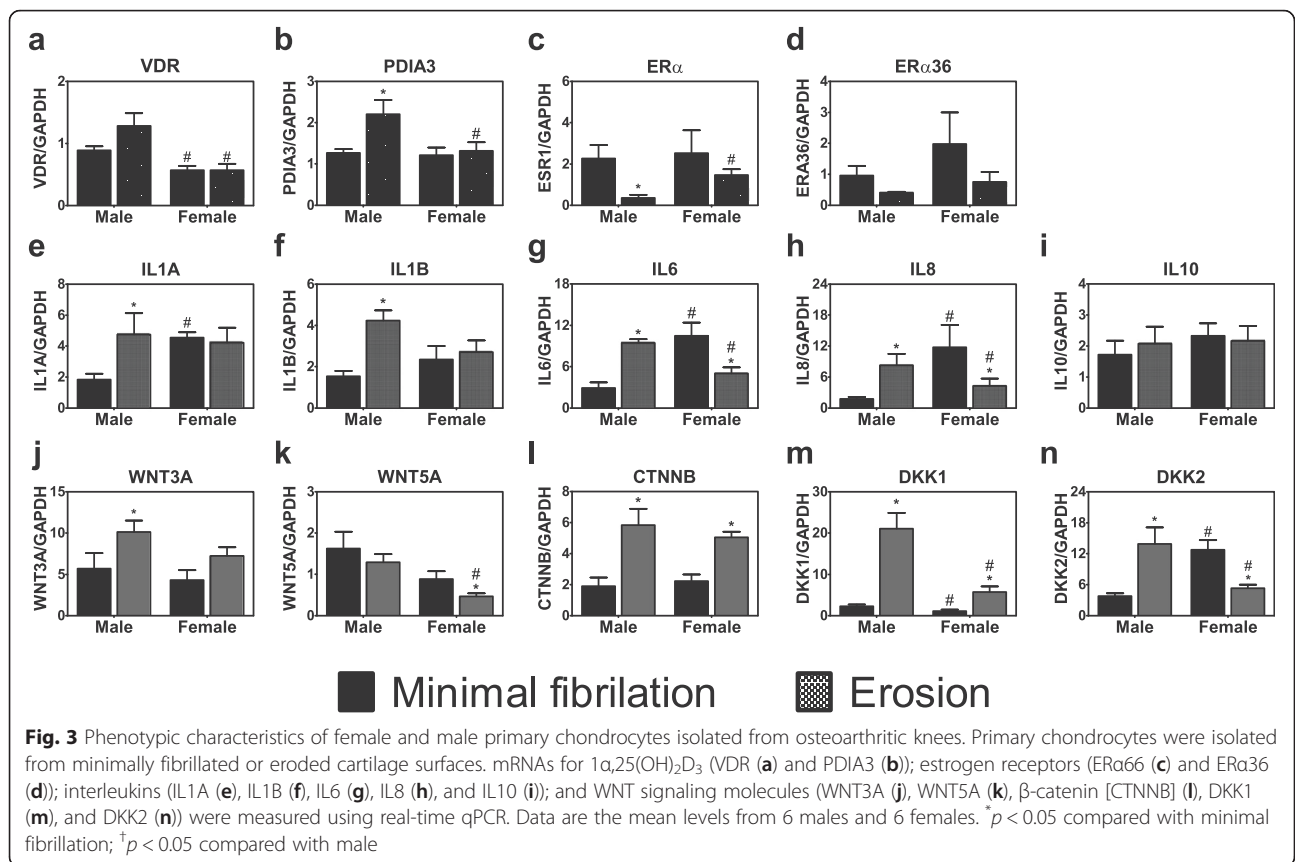 a b c d
VDR PDIA3 ERα ERα36
VDR/GAPDH
2
1
0
# #
Male Female
PDIA3/GAPDH
3
2
1
0
* #
Male Female
ESR1/GAPDH
6
4
2
0
* #
Male Female
ERA36/GAPDH
4
3
2
1
0
Male Female
e f g h i
IL1A IL1B IL6 IL8 IL10
IL1A/GAPDH
8
6
4
2
0
* #
Male Female
IL1B/GAPDH
6
4
2
0
*
Male Female
IL6/GAPDH
18
12
6
0
* # #
*
Male Female
IL8/GAPDH
24
18
12
6
0
* # #
*
Male Female
IL10/GAPDH
4
3
2
1
0
Male Female
j k l m n
WNT3A WNT5A CTNNB DKK1 DKK2
WNT3A/GAPDH
15
10
5
0
*
Male Female
WNT5A/GAPDH
3
2
1
0
#
*
Male Female
CTNNB/GAPDH
8
6
4
2
0
* *
Male Female
DKK1/GAPDH
30
20
10
0
* # #
*
Male Female
DKK2/GAPDH
24
18
12
6
0
* # #
*
Male Female
Minimal fibrilation Erosion
Fig. 3 Phenotypic characteristics of female and male primary chondrocytes isolated from osteoarthritic knees. Primary chondrocytes were isolated
from minimally fibrillated or eroded cartilage surfaces. mRNAs for 1α,25(OH)₂D₃ (VDR (a) and PDIA3 (b)); estrogen receptors (ERα66 (c) and ERα36
(d)); interleukins (IL1A (e), IL1B (f), IL6 (g), IL8 (h), and IL10 (i)); and WNT signaling molecules (WNT3A (j), WNT5A (k), β-catenin [CTNNB] (l), DKK1
(m), and DKK2 (n)) were measured using real-time qPCR. Data are the mean levels from 6 males and 6 females. *p < 0.05 compared with minimal
fibrillation; †p < 0.05 compared with male